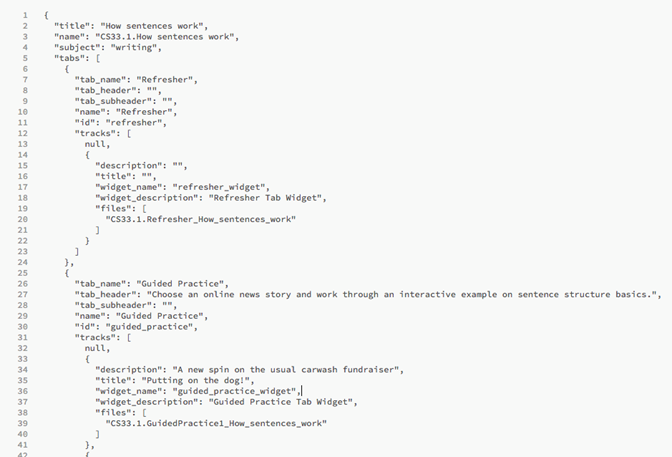 1 {
2 "title": "How sentences work",
3 "name": "CS33.1.How sentences work",
4 "subject": "writing",
5 "tabs": [
6 {
7 "tab_name": "Refresher",
8 "tab_header": "",
9 "tab_subheader": "",
10 "name": "Refresher",
11 "id": "refresher",
12 "tracks": [
13 null,
14 {
15 "description": "",
16 "title": "",
17 "widget_name": "refresher_widget",
18 "widget_description": "Refresher Tab Widget",
19 "files": [
20 "CS33.1.Refresher_How_sentences_work"
21 ]
22 }
23 ]
24 },
25 {
26 "tab_name": "Guided Practice",
27 "tab_header": "Choose an online news story and work through an interactive example on sentence structure basics.",
28 "tab_subheader": "",
29 "name": "Guided Practice",
30 "id": "guided_practice",
31 "tracks": [
32 null,
33 {
34 "description": "A new spin on the usual carwash fundraiser",
35 "title": "Putting on the dog!",
36 "widget_name": "guided_practice_widget",
37 "widget_description": "Guided Practice Tab Widget",
38 "files": [
39 "CS33.1.GuidedPractice1_How_sentences_work"
40 ]
41 },
42 {